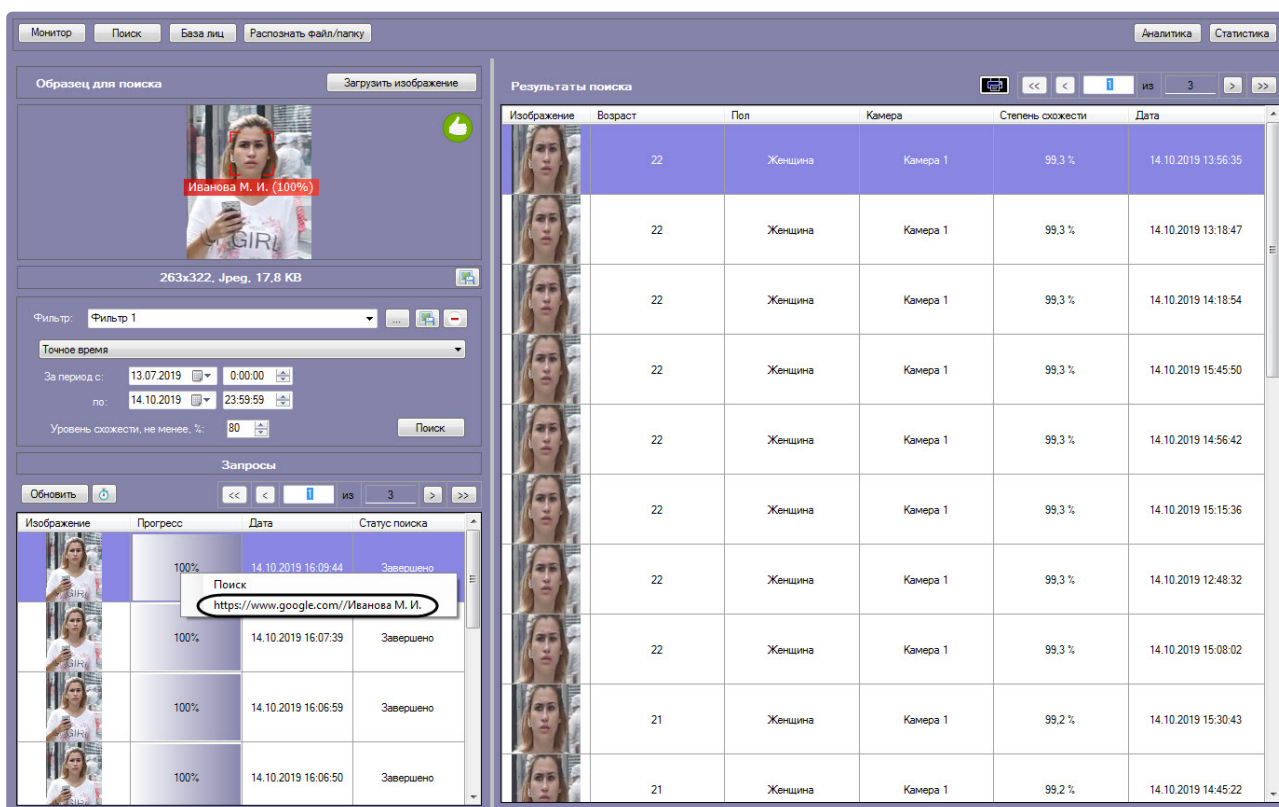 Монитор Поиск База лиц Распознать файл/папку Аналитика Статистика
Образец для поиска Загрузить изображение
Иванова М. И. (100%)
GIRL
263x322, Jpeg, 17,8 KB
Фильтр: Фильтр 1 ...
Точное время
За период с: 13.07.2019 0:00:00
по: 14.10.2019 23:59:59
Уровень схожести, не менее, %: 80 Поиск
Запросы
Обновить << < 1 из 3 > >>
Изображение Прогресс Дата Статус поиска
100% 14.10.2019 16:09:44 Завершено
Поиск
https://www.google.com//Иванова М. И.
100% 14.10.2019 16:07:39 Завершено
100% 14.10.2019 16:06:59 Завершено
100% 14.10.2019 16:06:50 Завершено
Результаты поиска << < 1 из 3 > >>
Изображение Возраст Пол Камера Степень схожести Дата
22 Женщина Камера 1 99,3 % 14.10.2019 13:56:35
22 Женщина Камера 1 99,3 % 14.10.2019 13:18:47
22 Женщина Камера 1 99,3 % 14.10.2019 14:18:54
22 Женщина Камера 1 99,3 % 14.10.2019 15:45:50
22 Женщина Камера 1 99,3 % 14.10.2019 14:56:42
22 Женщина Камера 1 99,3 % 14.10.2019 15:15:36
22 Женщина Камера 1 99,3 % 14.10.2019 12:48:32
22 Женщина Камера 1 99,3 % 14.10.2019 15:08:02
21 Женщина Камера 1 99,2 % 14.10.2019 15:30:43
21 Женщина Камера 1 99,2 % 14.10.2019 14:45:22